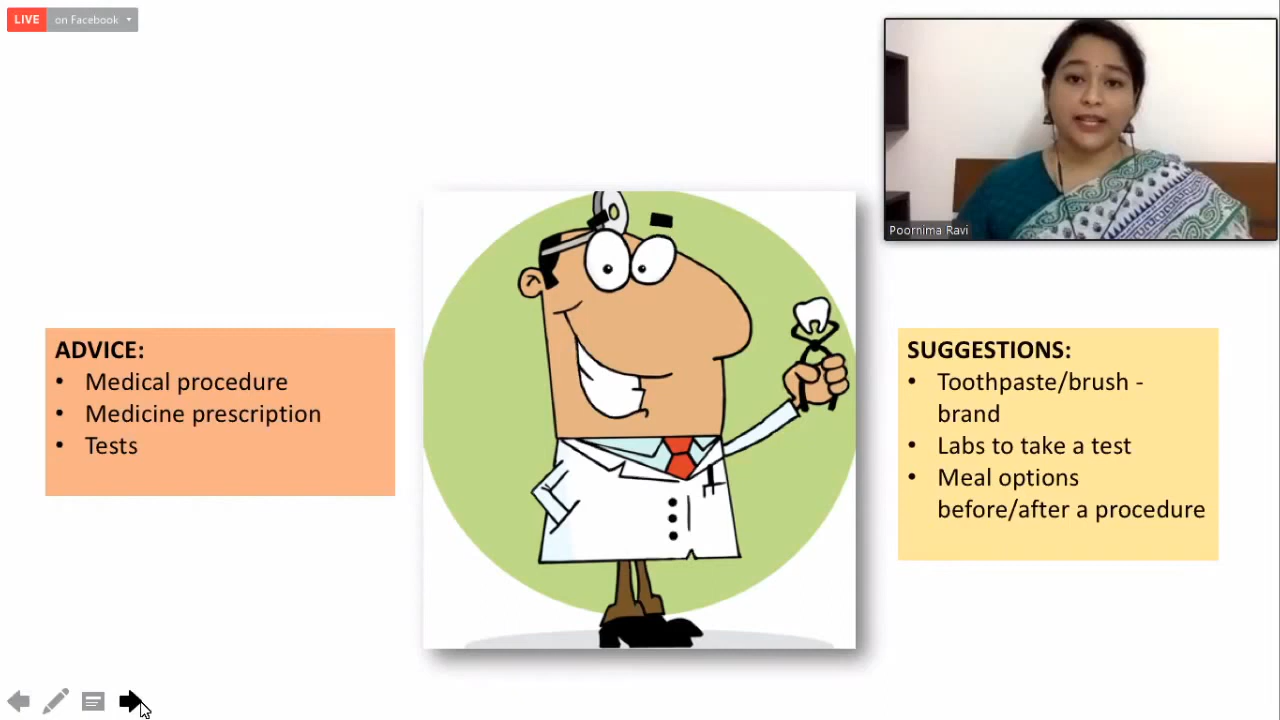 LIVE on Facebook
Poornima Ravi
ADVICE:
• Medical procedure
• Medicine prescription
• Tests
SUGGESTIONS:
• Toothpaste/brush -
brand
• Labs to take a test
• Meal options
before/after a procedure